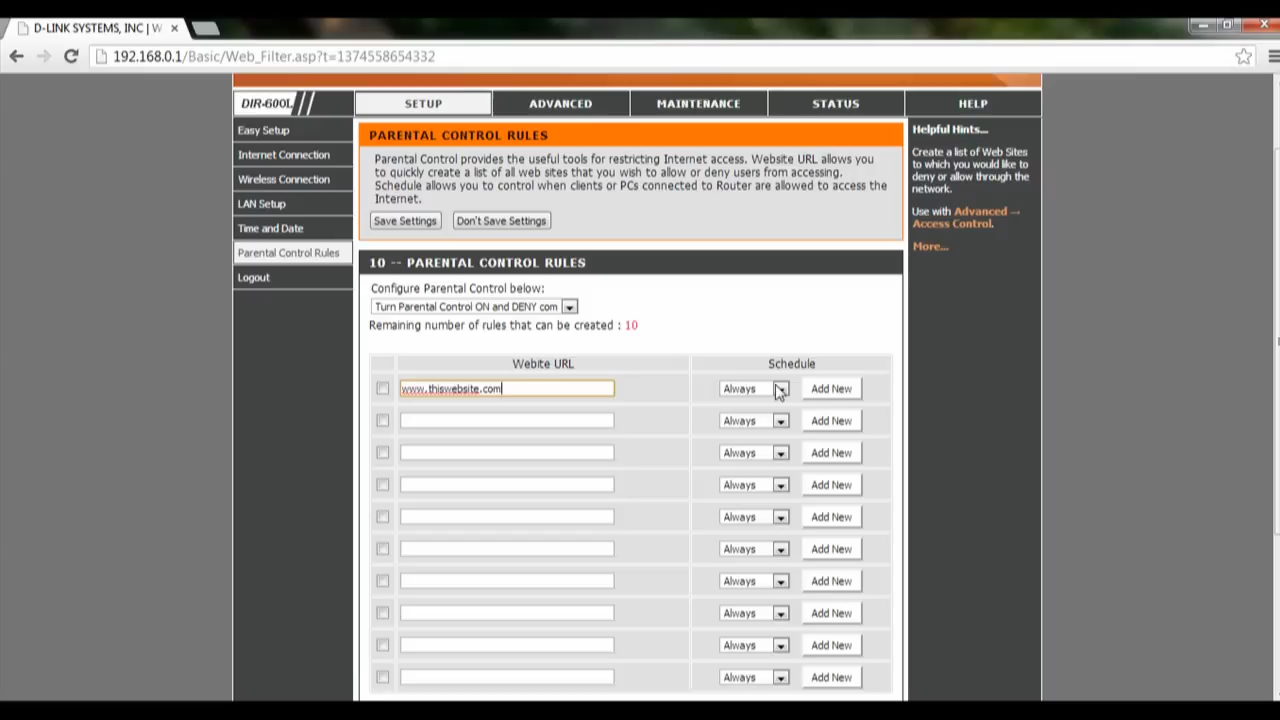 D-LINK SYSTEMS, INC | W
192.168.0.1/Basic/Web_Filter.asp?t=1374558654332
DIR-600L
SETUP
ADVANCED
MAINTENANCE
STATUS
HELP
Easy Setup
Internet Connection
Wireless Connection
LAN Setup
Time and Date
Parental Control Rules
Logout
PARENTAL CONTROL RULES
Parental Control provides the useful tools for restricting Internet access. Website URL allows you
to quickly create a list of all web sites that you wish to allow or deny users from accessing.
Schedule allows you to control when clients or PCs connected to Router are allowed to access the
Internet.
Save Settings
Don't Save Settings
10 -- PARENTAL CONTROL RULES
Configure Parental Control below:
Turn Parental Control ON and DENY com
Remaining number of rules that can be created : 10
Webite URL
Schedule
www.thiswebsite.com
Always
Add New
Always
Add New
Always
Add New
Always
Add New
Always
Add New
Always
Add New
Always
Add New
Always
Add New
Always
Add New
Always
Add New
Helpful Hints...
Create a list of Web Sites
to which you would like to
deny or allow through the
network.
Use with Advanced →
Access Control.
More...